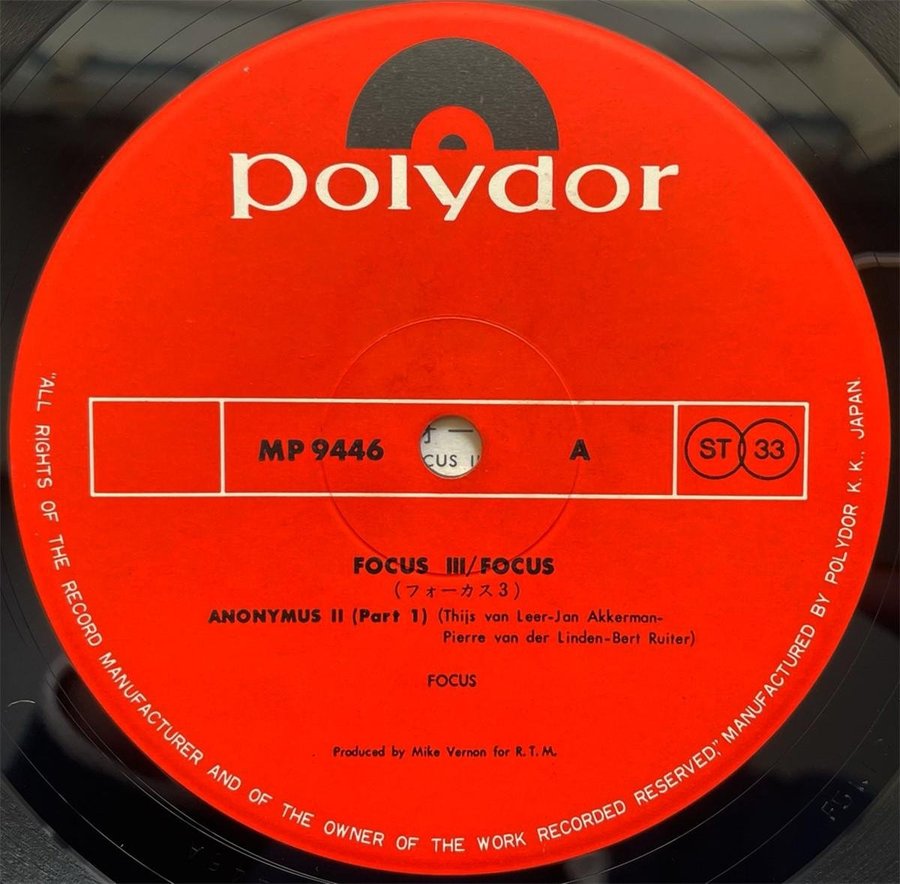 polydor
MP 9446
A
ST 33
FOCUS III/FOCUS
(フォーカス3)
ANONYMUS II (Part 1) (Thijs van Leer-Jan Akkerman-
Pierre van der Linden-Bert Ruiter)
FOCUS
Produced by Mike Vernon for R.T.M.
"ALL RIGHTS OF THE RECORD MANUFACTURER AND OF THE OWNER OF THE WORK RECORDED RESERVED," MANUFACTURED BY POLYDOR K.K., JAPAN.